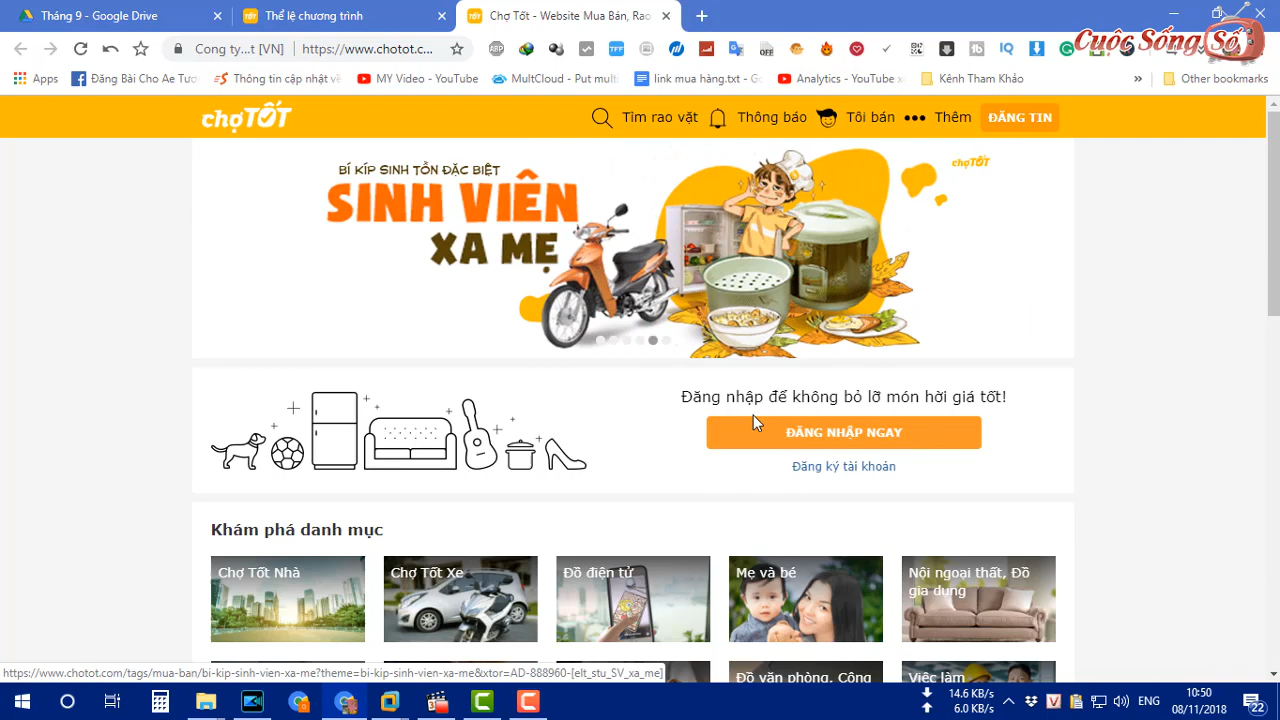 Tháng 9 - Google Drive
Thể lệ chương trình
Chợ Tốt - Website Mua Bán, Rao
Cuộc Sống Số
Công ty...t [VN]
https://www.chotot.c...
Apps
Đăng Bài Cho Ae Tươ
Thông tin cập nhật về
MY Video - YouTube
MultCloud - Put multi
link mua hàng.txt - Go
Analytics - YouTube x
Kênh Tham Khảo
Other bookmarks
chợTỐT
Tìm rao vặt
Thông báo
Tôi bán
Thêm
ĐĂNG TIN
BÍ KÍP SINH TỒN ĐẶC BIỆT
chợTỐT
SINH VIÊN
XA MẸ
Đăng nhập để không bỏ lỡ món hời giá tốt!
ĐĂNG NHẬP NGAY
Đăng ký tài khoản
Khám phá danh mục
Chợ Tốt Nhà
Chợ Tốt Xe
Đồ điện tử
Mẹ và bé
Nội ngoại thất, Đồ
gia dụng
Đồ văn phòng, Công
Việc làm
https://www.chotot.com/tags/mua-ban/bi-kip-sinh-vien-xa-me?theme=bi-kip-sinh-vien-xa-me&xtor=AD-888960-[elt_stu_SV_xa_me]
14.6 KB/s
6.0 KB/s
ENG
10:50
08/11/2018
22